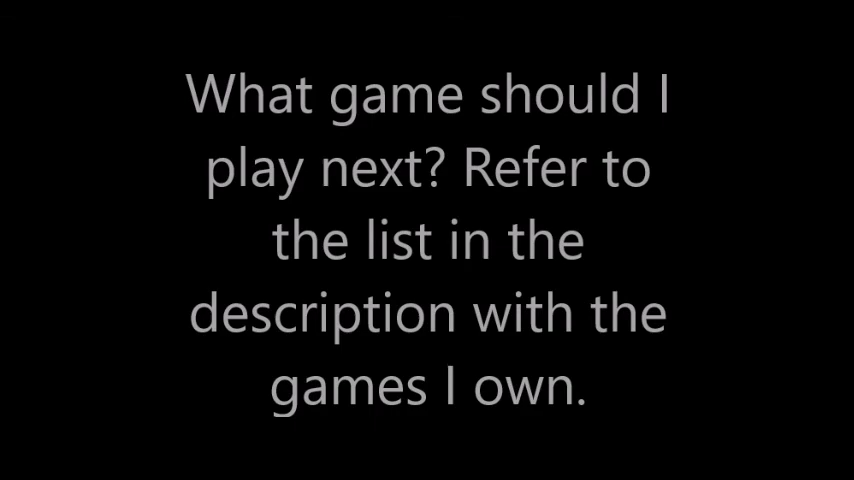 What game should I
play next? Refer to
the list in the
description with the
games I own.